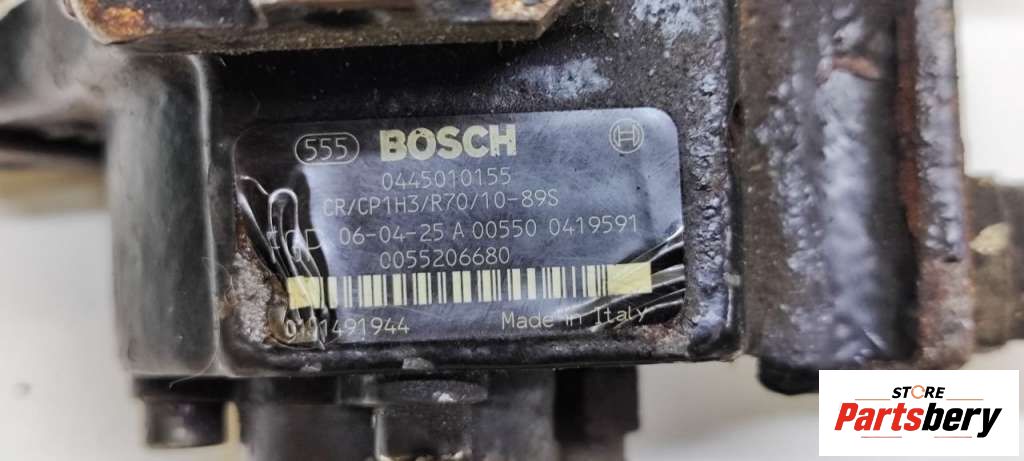 555 BOSCH
0445010155
CR/CP1H3/R70/10-89S
06-04-25 A 00550 0419591
0055206680
Made in Italy
STORE
Partsbery